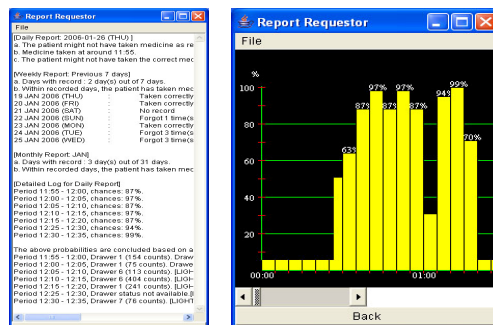 Report Requestor
File
[Daily Report: 2006-01-26 (THU) ]
a. The patient might not have taken medicine as re
b. Medicine taken at around 11:55.
c. The patient might not have taken the correct med
[Weekly Report: Previous 7 days]
a. Days with record : 2 day(s) out of 7 days.
b. Within recorded days, the patient has taken med
19 JAN 2006 (THU) : Taken correctly
20 JAN 2006 (FRI) : Taken correctly
21 JAN 2006 (SAT) : No record
22 JAN 2006 (SUN) : Forgot 1 time(s
23 JAN 2006 (MON) : Taken correctly
24 JAN 2006 (TUE) : Forgot 3 time(s
25 JAN 2006 (WED) : Forgot 3 time(s
[Monthly Report: JAN]
a. Days with record : 3 day(s) out of 31 days.
b. Within recorded days, the patient has taken med
[Detailed Log for Daily Report]
Period 11:55 - 12:00, chances: 87%.
Period 12:00 - 12:05, chances: 97%.
Period 12:05 - 12:10, chances: 87%.
Period 12:10 - 12:15, chances: 87%.
Period 12:15 - 12:20, chances: 87%.
Period 12:25 - 12:30, chances: 94%.
Period 12:30 - 12:35, chances: 99%.
The above probabilities are concluded based on a
Period 11:55 - 12:00, Drawer 1 (154 counts). Drawe
Period 12:00 - 12:05, Drawer 1 (75 counts). Drawer
Period 12:05 - 12:10, Drawer 6 (113 counts). [LIGH
Period 12:10 - 12:15, Drawer 6 (404 counts). [LIGH
Period 12:15 - 12:20, Drawer 1 (241 counts). [LIGH
Period 12:25 - 12:30, Drawer status not available [
Period 12:30 - 12:35, Drawer 7 (76 counts). [LIGHT
Report Requestor
File
%
100
80
60
40
20
63%
87%
97%
87%
97%
87%
94%
99%
87%
00:00
01:00
Back